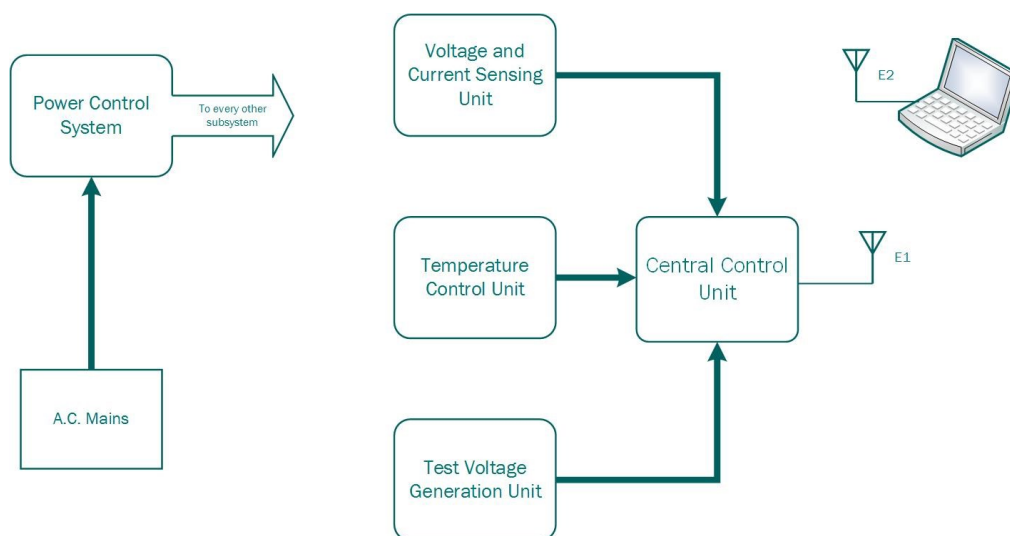 Power Control
System
To every other
subsystem
A.C. Mains
Voltage and
Current Sensing
Unit
Temperature
Control Unit
Test Voltage
Generation Unit
Central Control
Unit
E1
E2